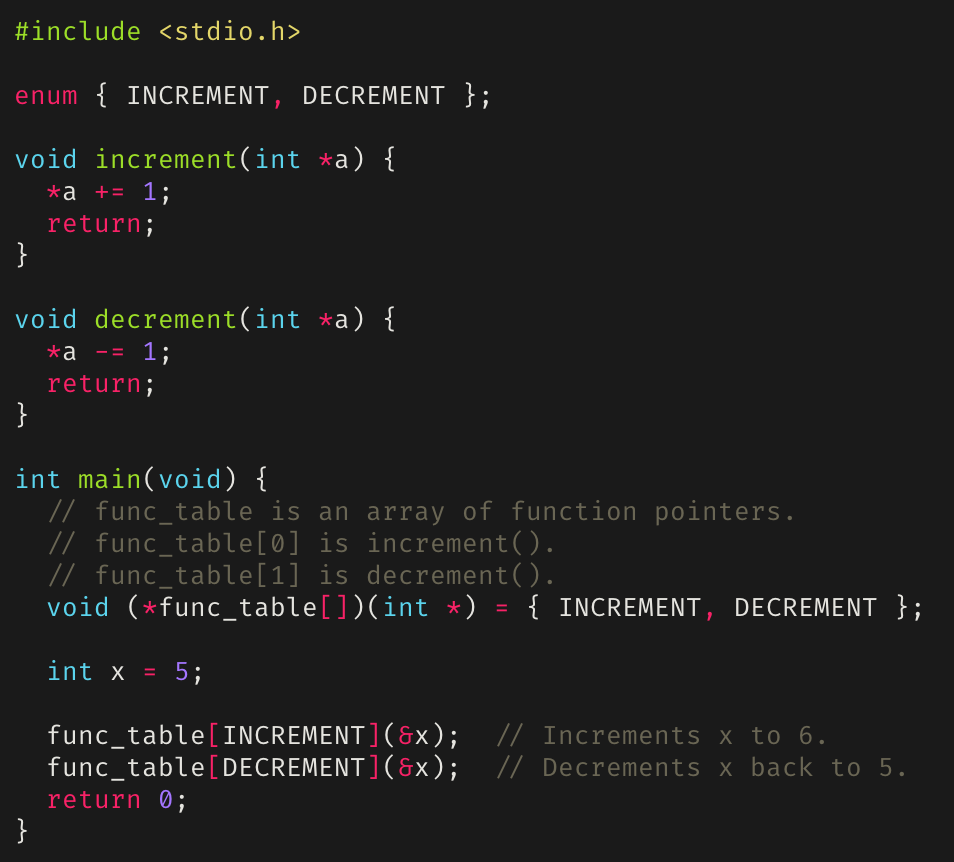 #include <stdio.h>

enum { INCREMENT, DECREMENT };

void increment(int *a) {
  *a += 1;
  return;
}

void decrement(int *a) {
  *a -= 1;
  return;
}

int main(void) {
  // func_table is an array of function pointers.
  // func_table[0] is increment().
  // func_table[1] is decrement().
  void (*func_table[])(int *) = { INCREMENT, DECREMENT };

  int x = 5;

  func_table[INCREMENT](&x);  // Increments x to 6.
  func_table[DECREMENT](&x);  // Decrements x back to 5.
  return 0;
}